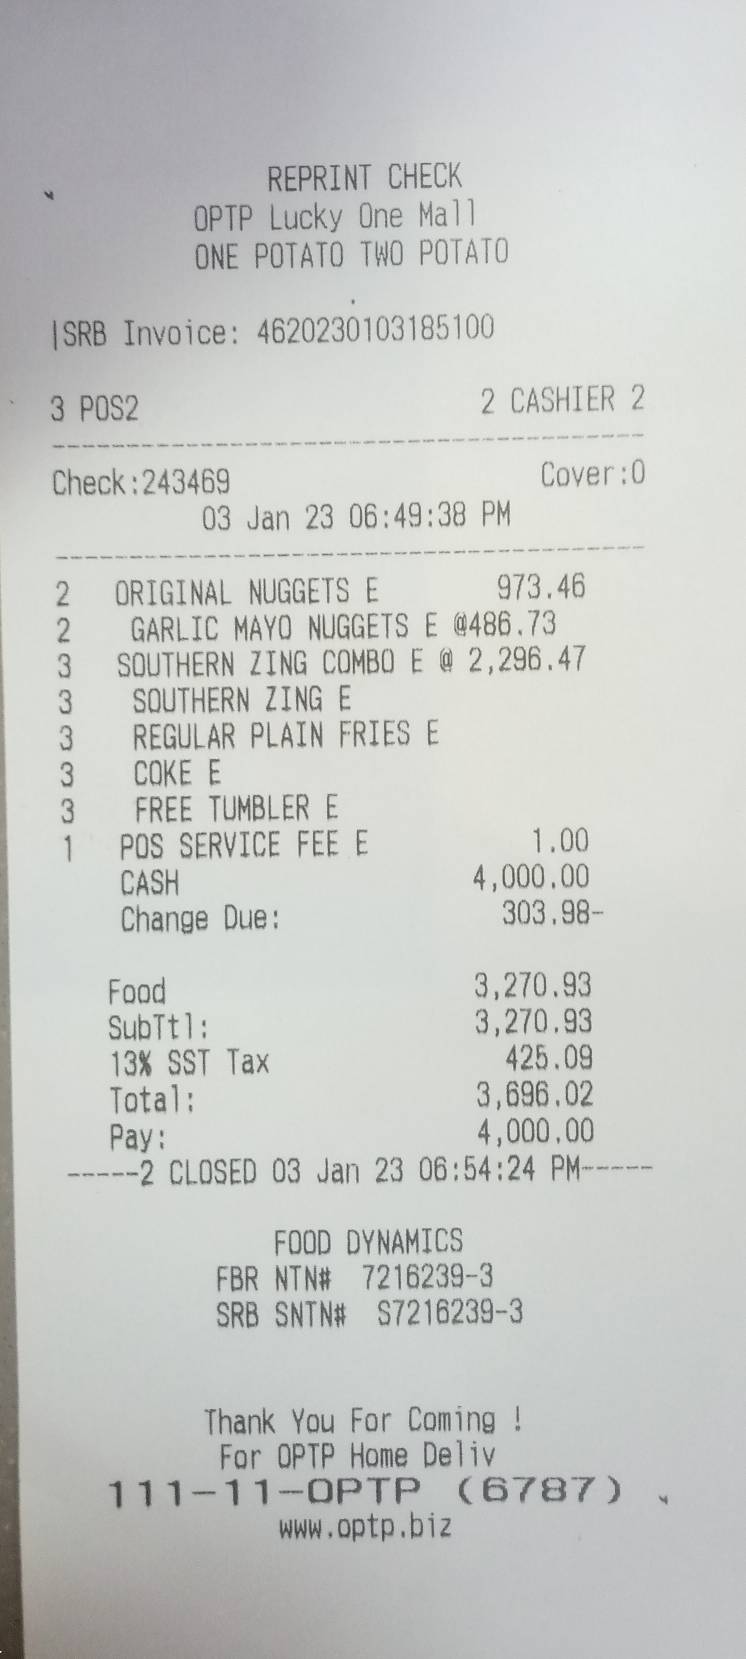 REPRINT CHECK
OPTP Lucky One Mall
ONE POTATO TWO POTATO
|SRB Invoice: 4620230103185100
3 POS2 2 CASHIER 2
Check:243469 Cover:0
03 Jan 23 06:49:38 PM
2 ORIGINAL NUGGETS E 973.46
2 GARLIC MAYO NUGGETS E @486.73
3 SOUTHERN ZING COMBO E @ 2,296.47
3 SOUTHERN ZING E
3 REGULAR PLAIN FRIES E
3 COKE E
3 FREE TUMBLER E
1 POS SERVICE FEE E 1.00
CASH 4,000.00
Change Due: 303.98-
Food 3,270.93
SubTtl: 3,270.93
13% SST Tax 425.09
Total: 3,696.02
Pay: 4,000.00
-----2 CLOSED 03 Jan 23 06:54:24 PM-----
FOOD DYNAMICS
FBR NTN# 7216239-3
SRB SNTN# S7216239-3
Thank You For Coming !
For OPTP Home Deliv
111-11-OPTP (6787)
www.optp.biz